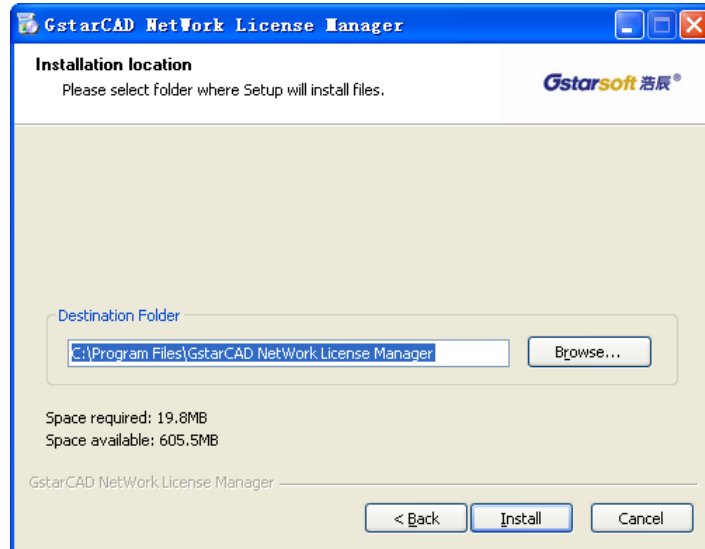 GstarCAD NetWork License Manager
Installation location
Please select folder where Setup will install files.
Gstarsoft 浩辰®
Destination Folder
C:\Program Files\GstarCAD NetWork License Manager
Browse...
Space required: 19.8MB
Space available: 605.5MB
GstarCAD NetWork License Manager
< Back
Install
Cancel